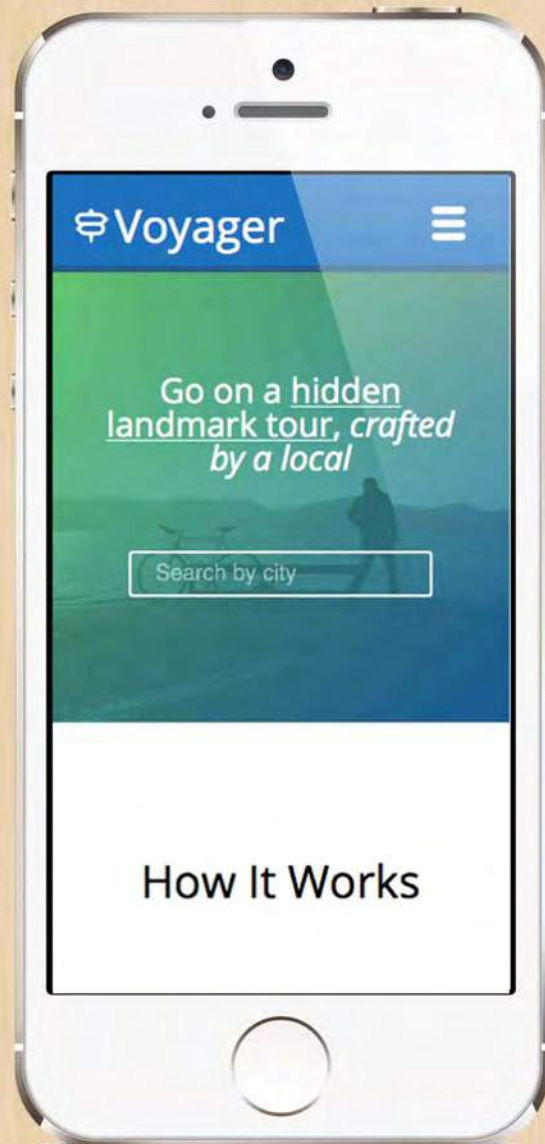 Voyager
Go on a hidden
landmark tour, crafted
by a local
Search by city
How It Works